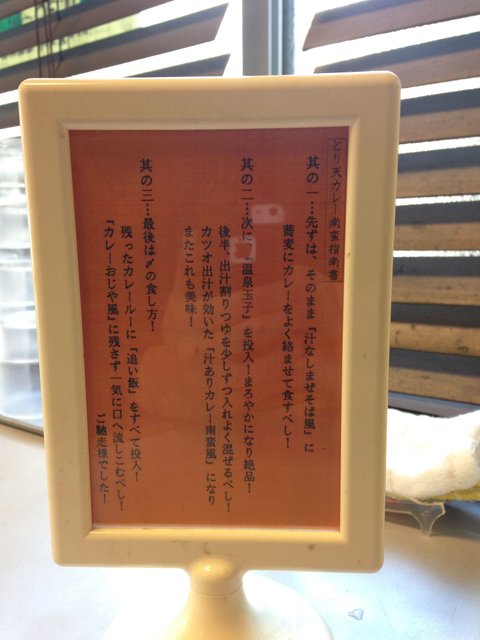 とり天カレー南蛮指南書
其の一…先ずは、そのまま『汁なしまぜそば風』に
蕎麦にカレーをよく絡ませて食すべし！
其の二…次に、『温泉玉子』を投入！まろやかになり絶品！
後半、出汁割りつゆを少しずつ入れよく混ぜるべし！
カツオ出汁が効いた『汁ありカレー南蛮風』になり
またこれも美味！
其の三…最後は〆の食し方！
残ったカレールーに『追い飯』をすべて投入！
『カレーおじや風』に残さず一気に口へ流しこむべし！
ご馳走様でした！